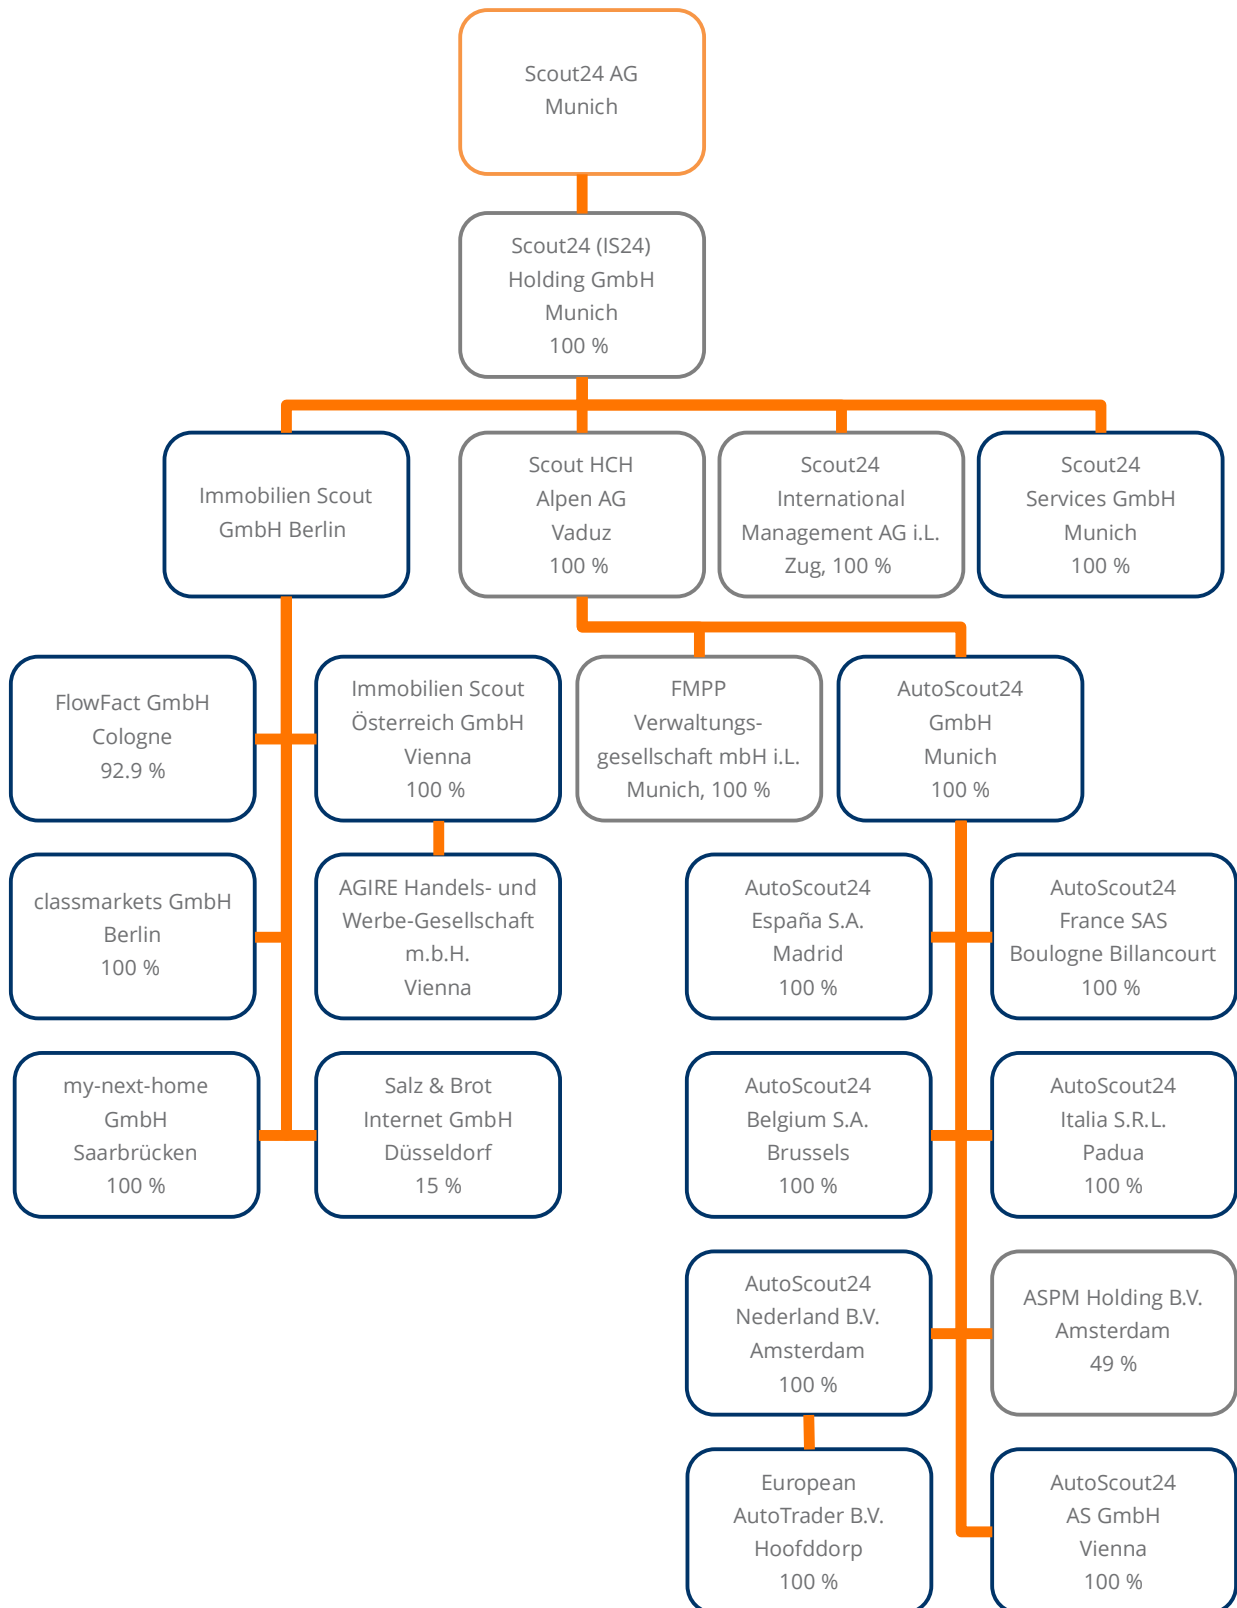 Scout24 AG
Munich
Scout24 (IS24)
Holding GmbH
Munich
100 %
Immobilien Scout
GmbH Berlin
Scout HCH
Alpen AG
Vaduz
100 %
Scout24
International
Management AG i.L.
Zug, 100 %
Scout24
Services GmbH
Munich
100 %
FlowFact GmbH
Cologne
92.9 %
Immobilien Scout
Österreich GmbH
Vienna
100 %
FMPP
Verwaltungs-
gesellschaft mbH i.L.
Munich, 100 %
AutoScout24
GmbH
Munich
100 %
classmarkets GmbH
Berlin
100 %
AGIRE Handels- und
Werbe-Gesellschaft
m.b.H.
Vienna
AutoScout24
España S.A.
Madrid
100 %
AutoScout24
France SAS
Boulogne Billancourt
100 %
my-next-home
GmbH
Saarbrücken
100 %
Salz & Brot
Internet GmbH
Düsseldorf
15 %
AutoScout24
Belgium S.A.
Brussels
100 %
AutoScout24
Italia S.R.L.
Padua
100 %
AutoScout24
Nederland B.V.
Amsterdam
100 %
ASPM Holding B.V.
Amsterdam
49 %
European
AutoTrader B.V.
Hoofddorp
100 %
AutoScout24
AS GmbH
Vienna
100 %